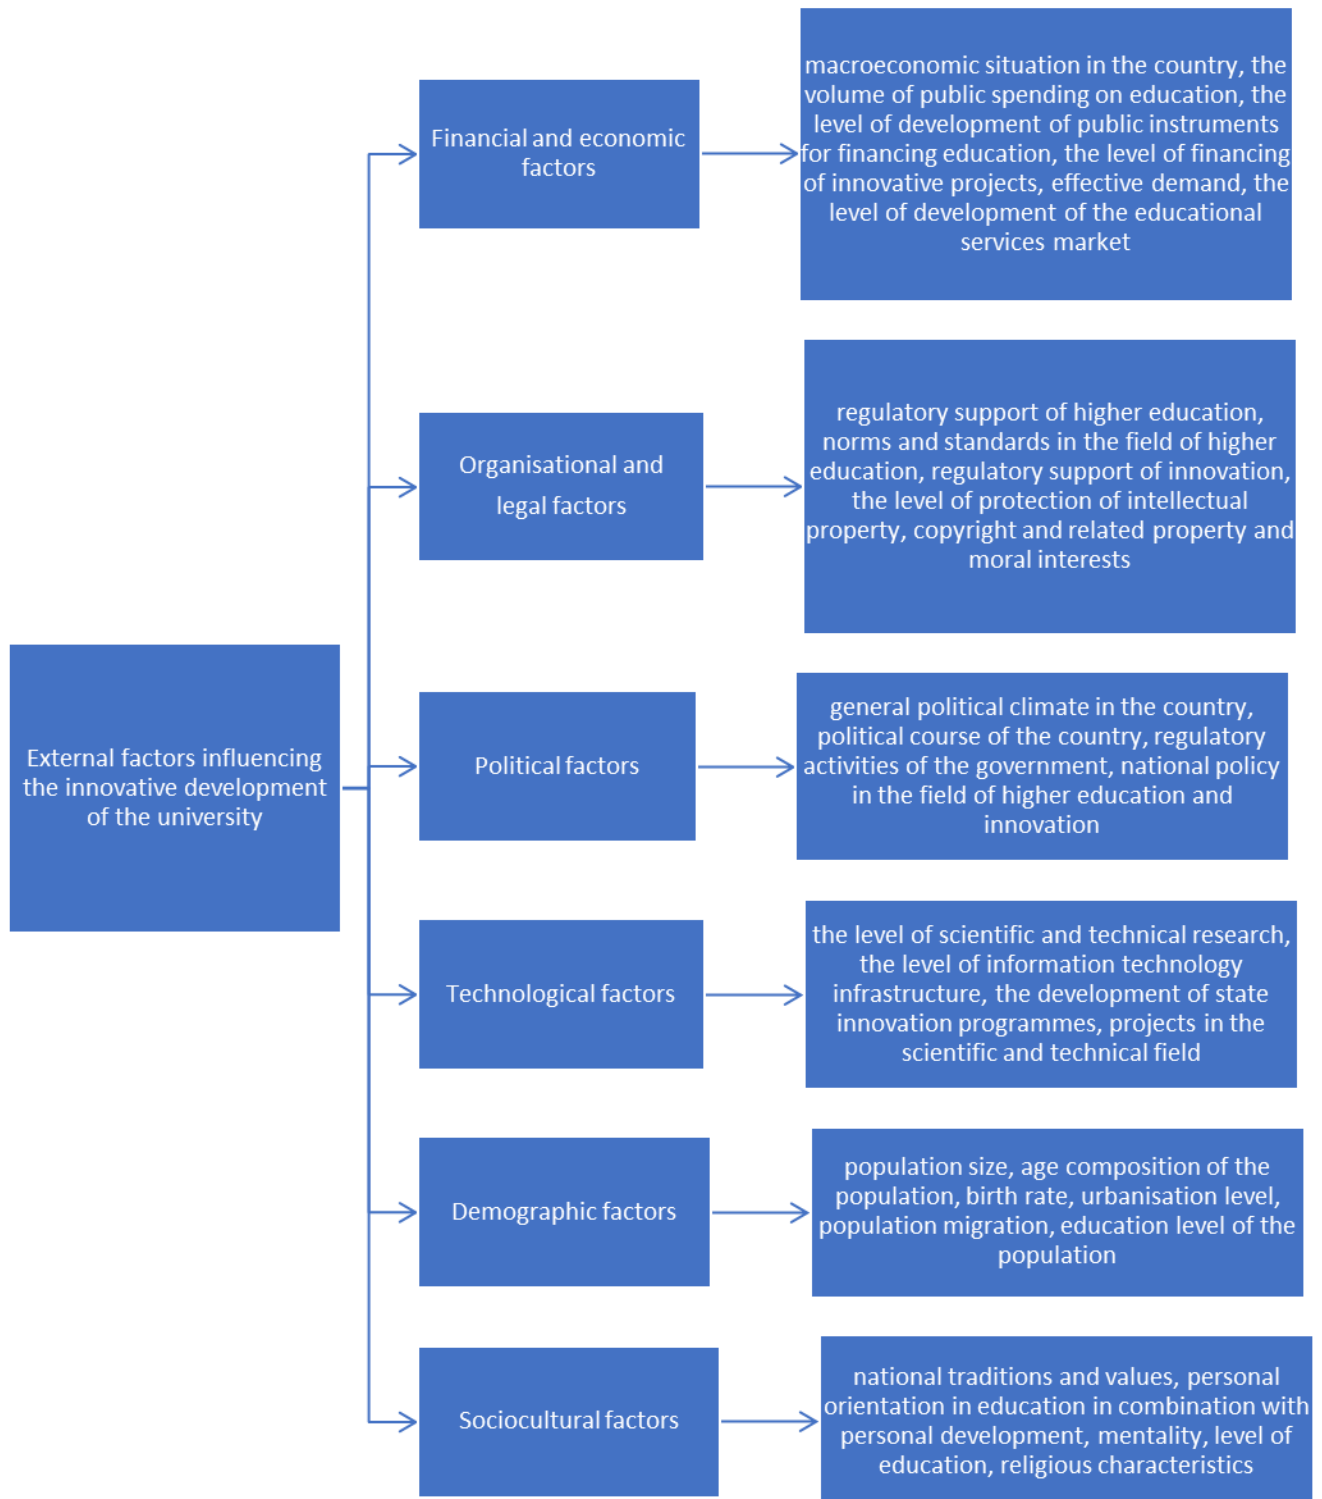 External factors influencing
the innovative development
of the university
Financial and economic
factors
macroeconomic situation in the country, the
volume of public spending on education, the
level of development of public instruments
for financing education, the level of financing
of innovative projects, effective demand, the
level of development of the educational
services market
Organisational and
legal factors
regulatory support of higher education,
norms and standards in the field of higher
education, regulatory support of innovation,
the level of protection of intellectual
property, copyright and related property and
moral interests
Political factors
general political climate in the country,
political course of the country, regulatory
activities of the government, national policy
in the field of higher education and
innovation
Technological factors
the level of scientific and technical research,
the level of information technology
infrastructure, the development of state
innovation programmes, projects in the
scientific and technical field
Demographic factors
population size, age composition of the
population, birth rate, urbanisation level,
population migration, education level of the
population
Sociocultural factors
national traditions and values, personal
orientation in education in combination with
personal development, mentality, level of
education, religious characteristics